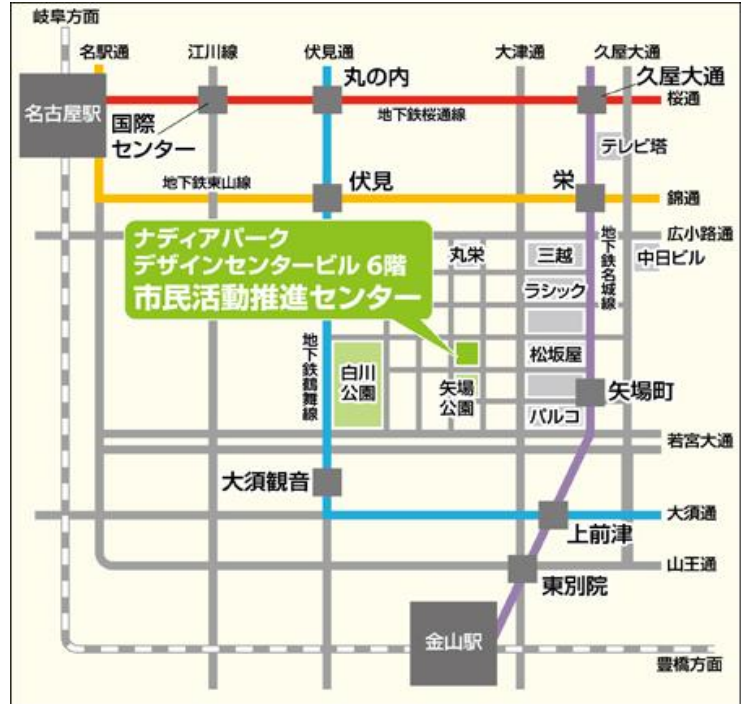 岐阜方面
名駅通
江川線
伏見通
大津通
久屋大通
名古屋駅
国際
センター
丸の内
久屋大通
桜通
地下鉄桜通線
テレビ塔
地下鉄東山線
伏見
栄
錦通
広小路通
ナディアパーク
デザインセンタービル 6階
市民活動推進センター
丸栄
三越
地下鉄名城線
中日ビル
ラシック
地下鉄鶴舞線
白川
公園
松坂屋
矢場
公園
矢場町
パルコ
若宮大通
大須観音
大須通
上前津
山王通
東別院
金山駅
豊橋方面